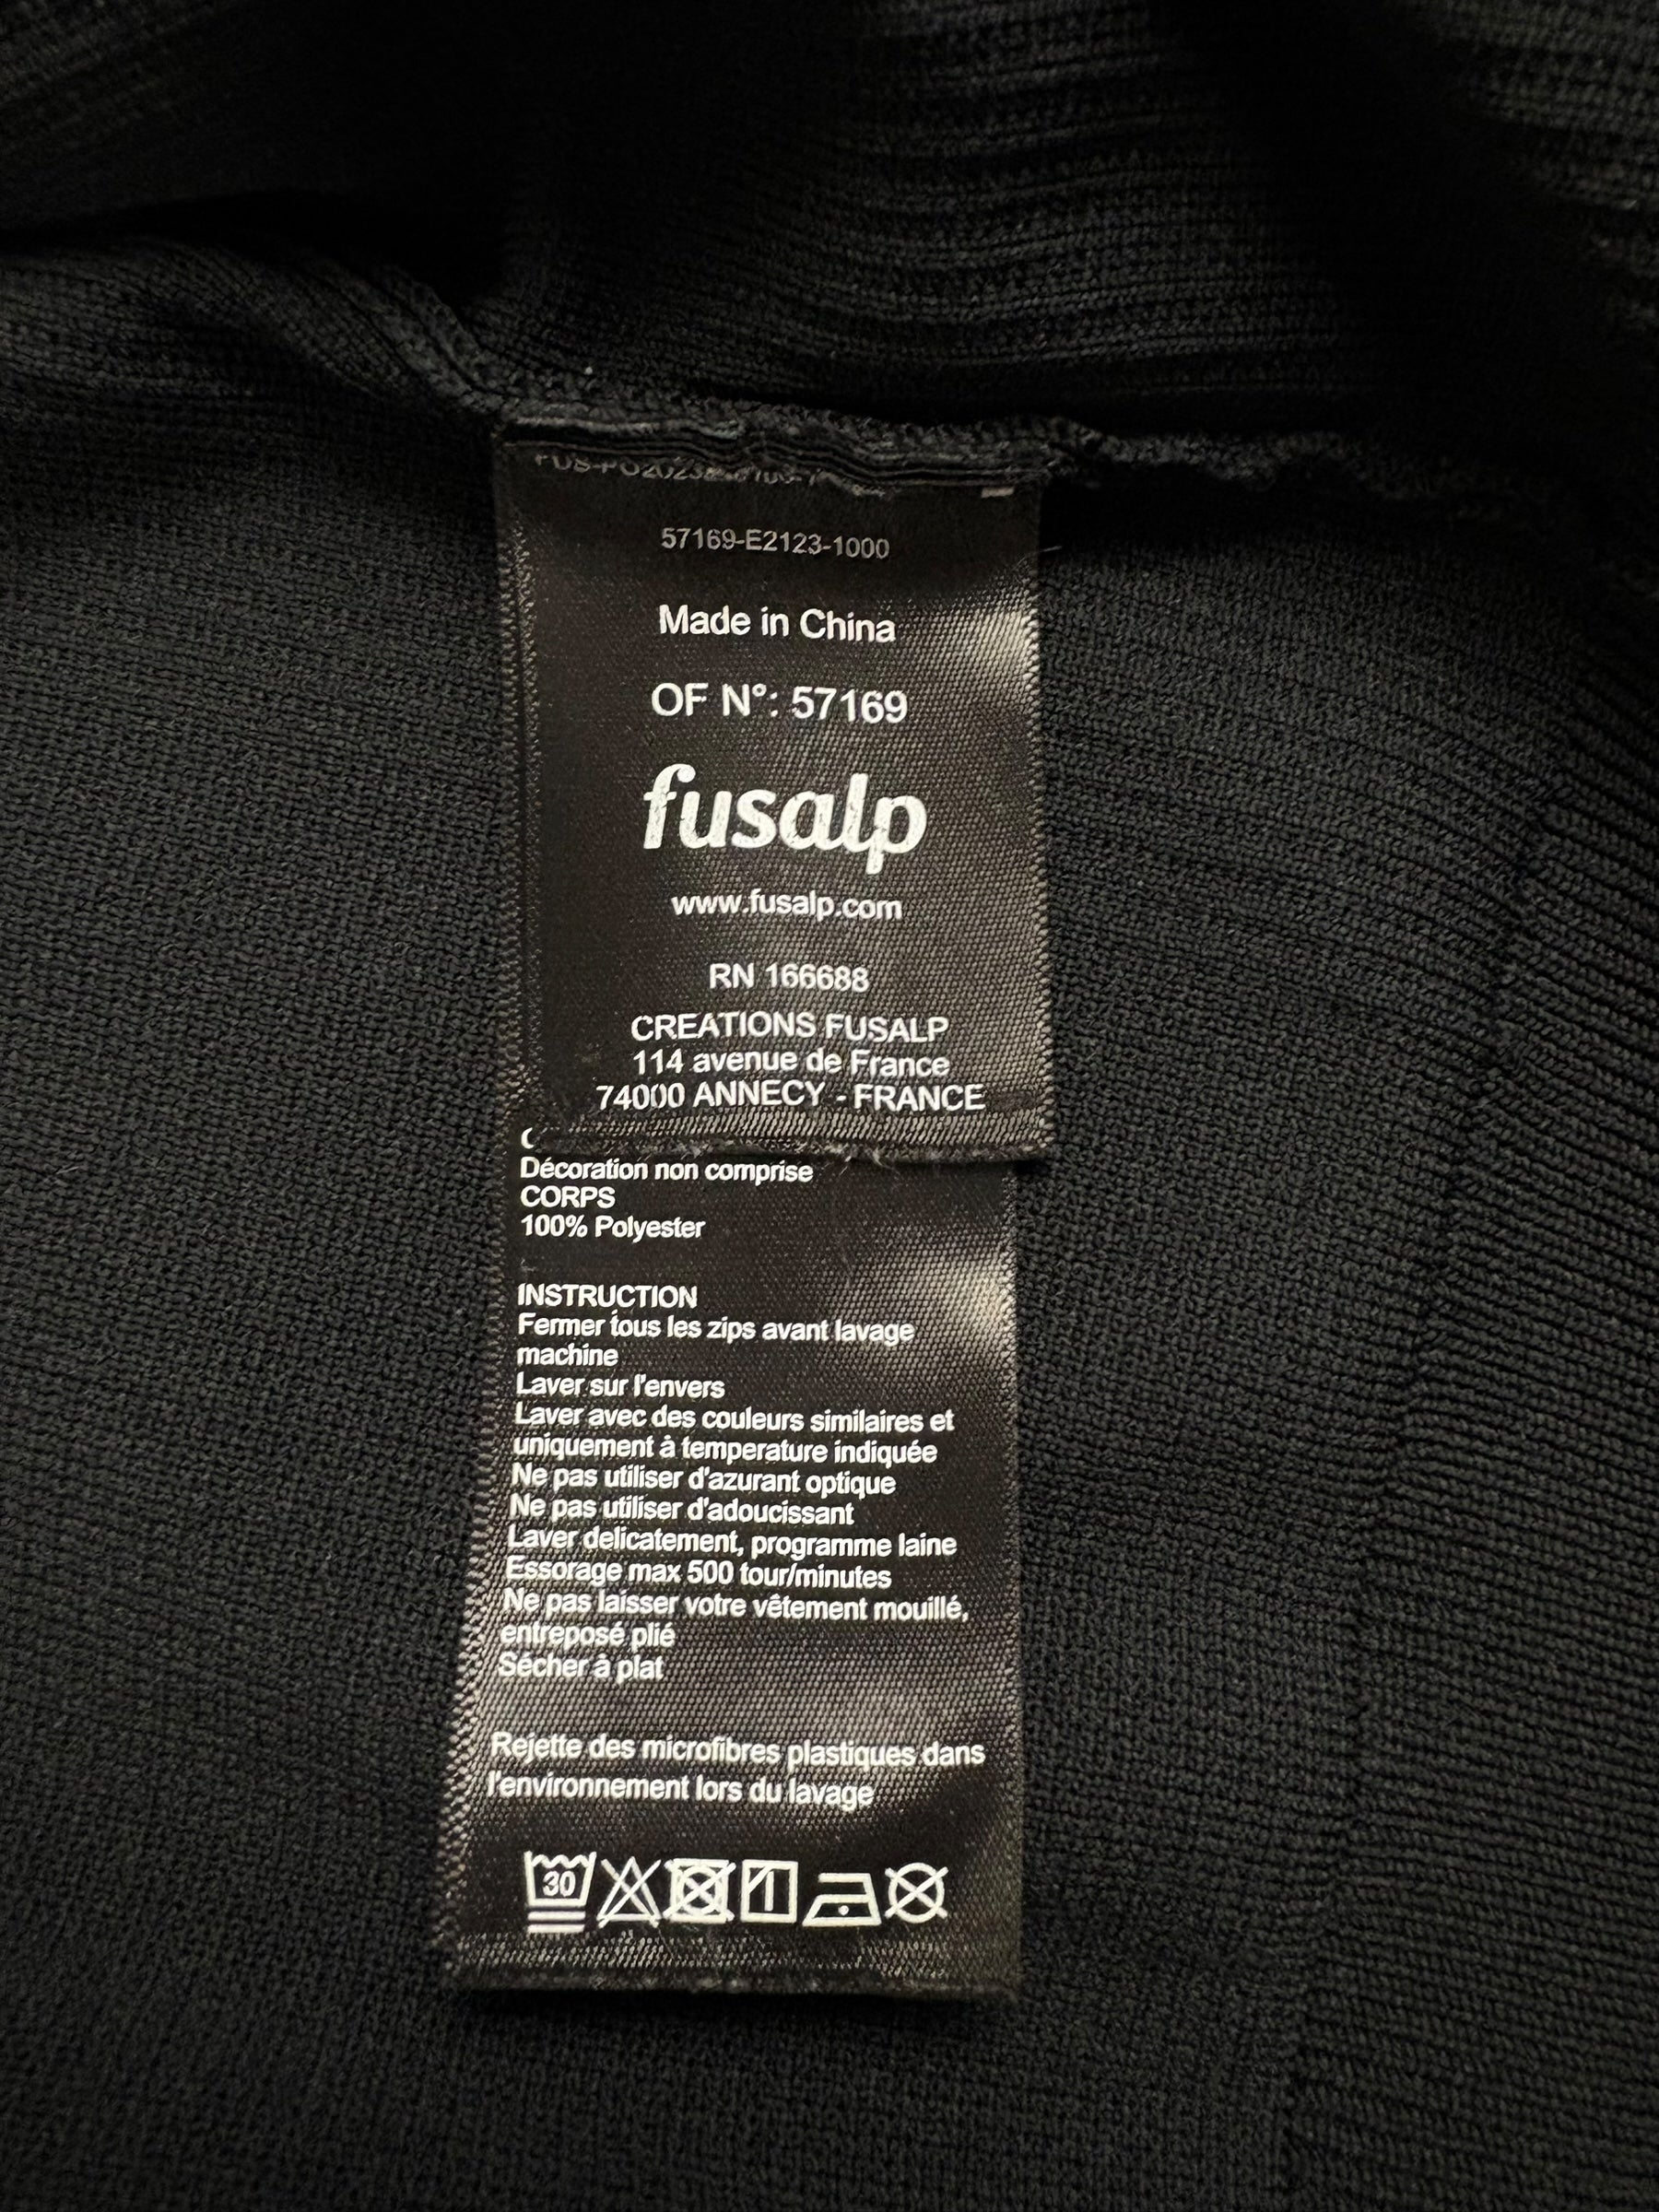 57169-E2123-1000
Made in China
OF N°: 57169
fusalp
www.fusalp.com
RN 166688
CREATIONS FUSALP
114 avenue de France
74000 ANNECY - FRANCE
Décoration non comprise
CORPS
100% Polyester
INSTRUCTION
Fermer tous les zips avant lavage
machine
Laver sur l'envers
Laver avec des couleurs similaires et
uniquement à temperature indiquée
Ne pas utiliser d'azurant optique
Ne pas utiliser d'adoucissant
Laver delicatement, programme laine
Essorage max 500 tour/minutes
Ne pas laisser votre vêtement mouillé,
entreposé plié
Sécher à plat
Rejette des microfibres plastiques dans
l'environnement lors du lavage
30